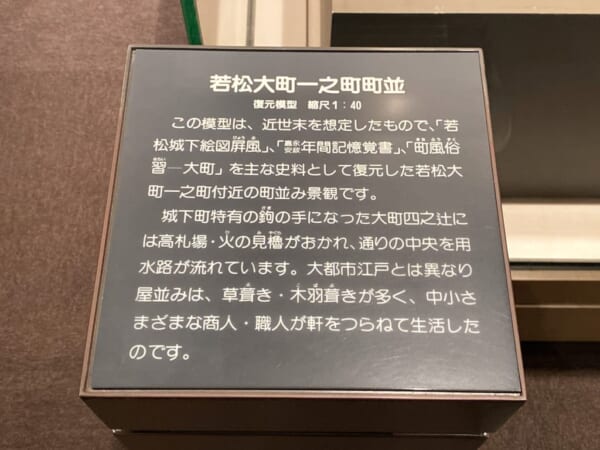 若松大町一之町町並
復元模型 縮尺1:40
この模型は、近世末を想定したもので、「若
松城下絵図屛風」、「嘉永安政年間記憶覚書」、「町風俗
習―大町」を主な史料として復元した若松大
町一之町付近の町並み景観です。
城下町特有の鉤の手になった大町四之辻に
は高札場・火の見櫓がおかれ、通りの中央を用
水路が流れています。大都市江戸とは異なり
屋並みは、草葺き・木羽葺きが多く、中小さ
まざまな商人・職人が軒をつらねて生活した
のです。